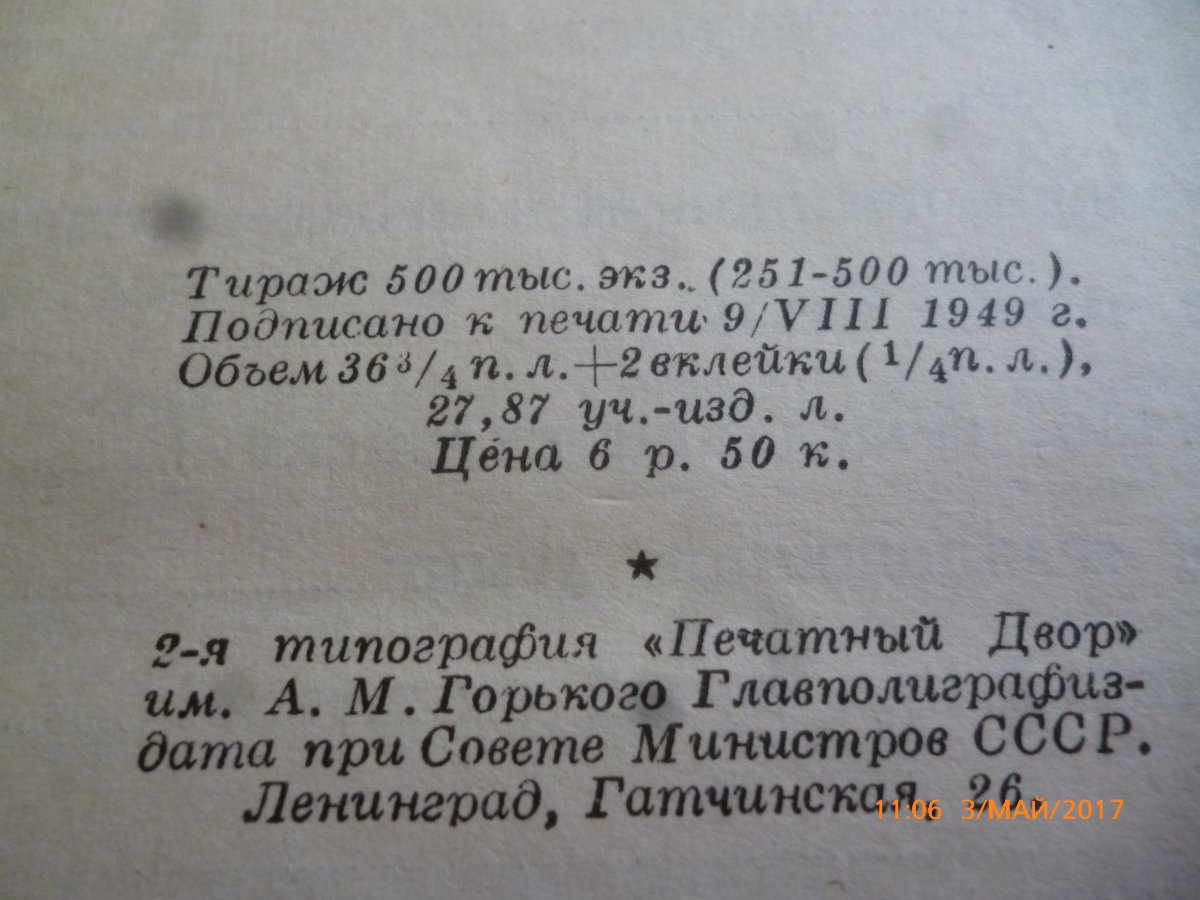 Тираж 500 тыс. экз. (251-500 тыс.).
Подписано к печати 9/VIII 1949 г.
Объем 36 3/4 п. л.+2 вклейки (1/4 п. л.),
27,87 уч.-изд. л.
Цена 6 р. 50 к.
★
2-я типография «Печатный Двор»
им. А. М. Горького Главполиграфиз-
дата при Совете Министров СССР.
Ленинград, Гатчинская, 26.
11:06 3/МАЙ/2017